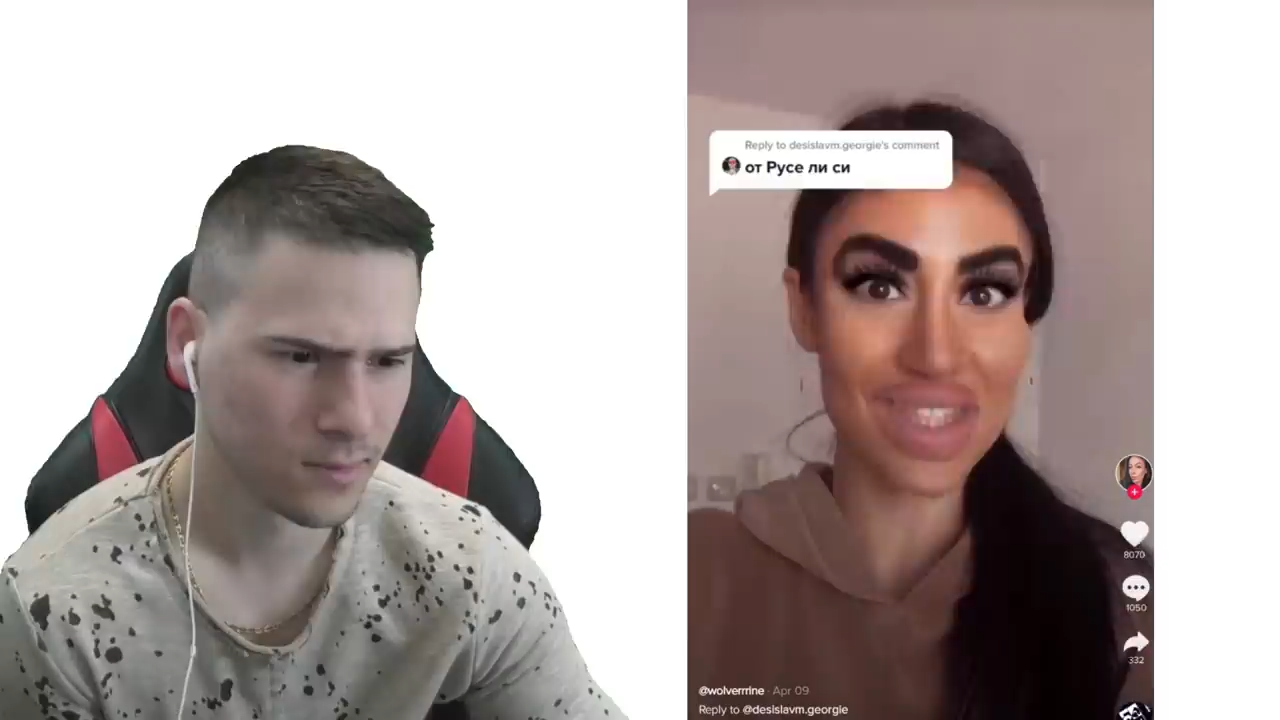 Reply to desislavm.georgie's comment
от Русе ли си
8070
1050
332
@wolverrrine · Apr 09
Reply to @desislavm.georgie